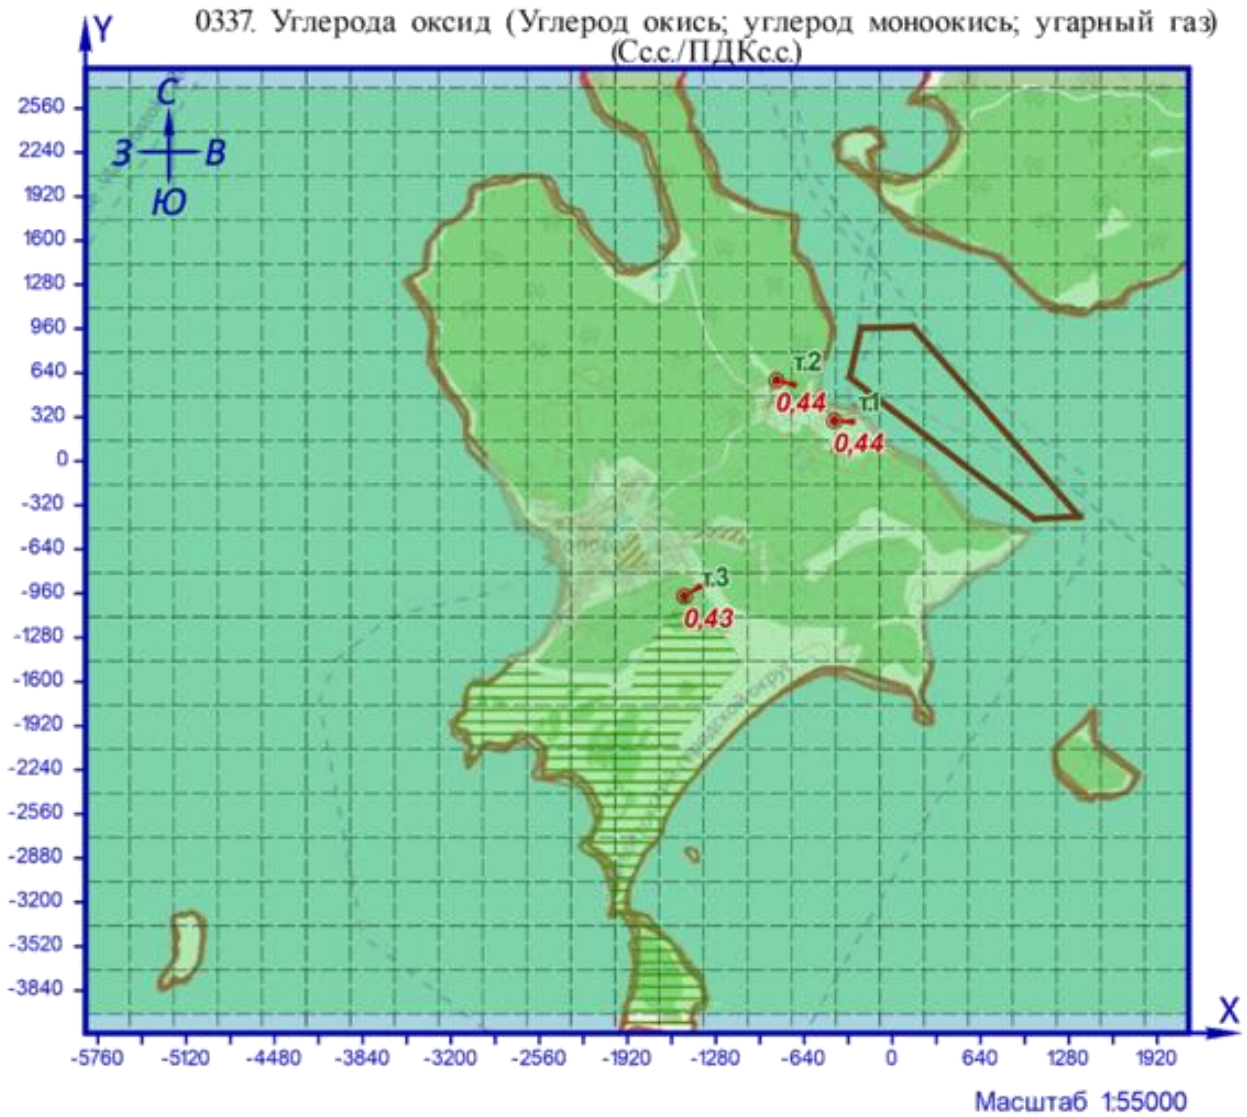 0337. Углерода оксид (Углерод окись; углерод моноокись; угарный газ)
(Сс.с./ПДКс.с.)
Y
С
З
В
Ю
2560
2240
1920
1600
1280
960
640
320
0
-320
-640
-960
-1280
-1600
-1920
-2240
-2560
-2880
-3200
-3520
-3840
т.2
0,44
т.1
0,44
т.3
0,43
X
-5760 -5120 -4480 -3840 -3200 -2560 -1920 -1280 -640 0 640 1280 1920
Масштаб 1:55000